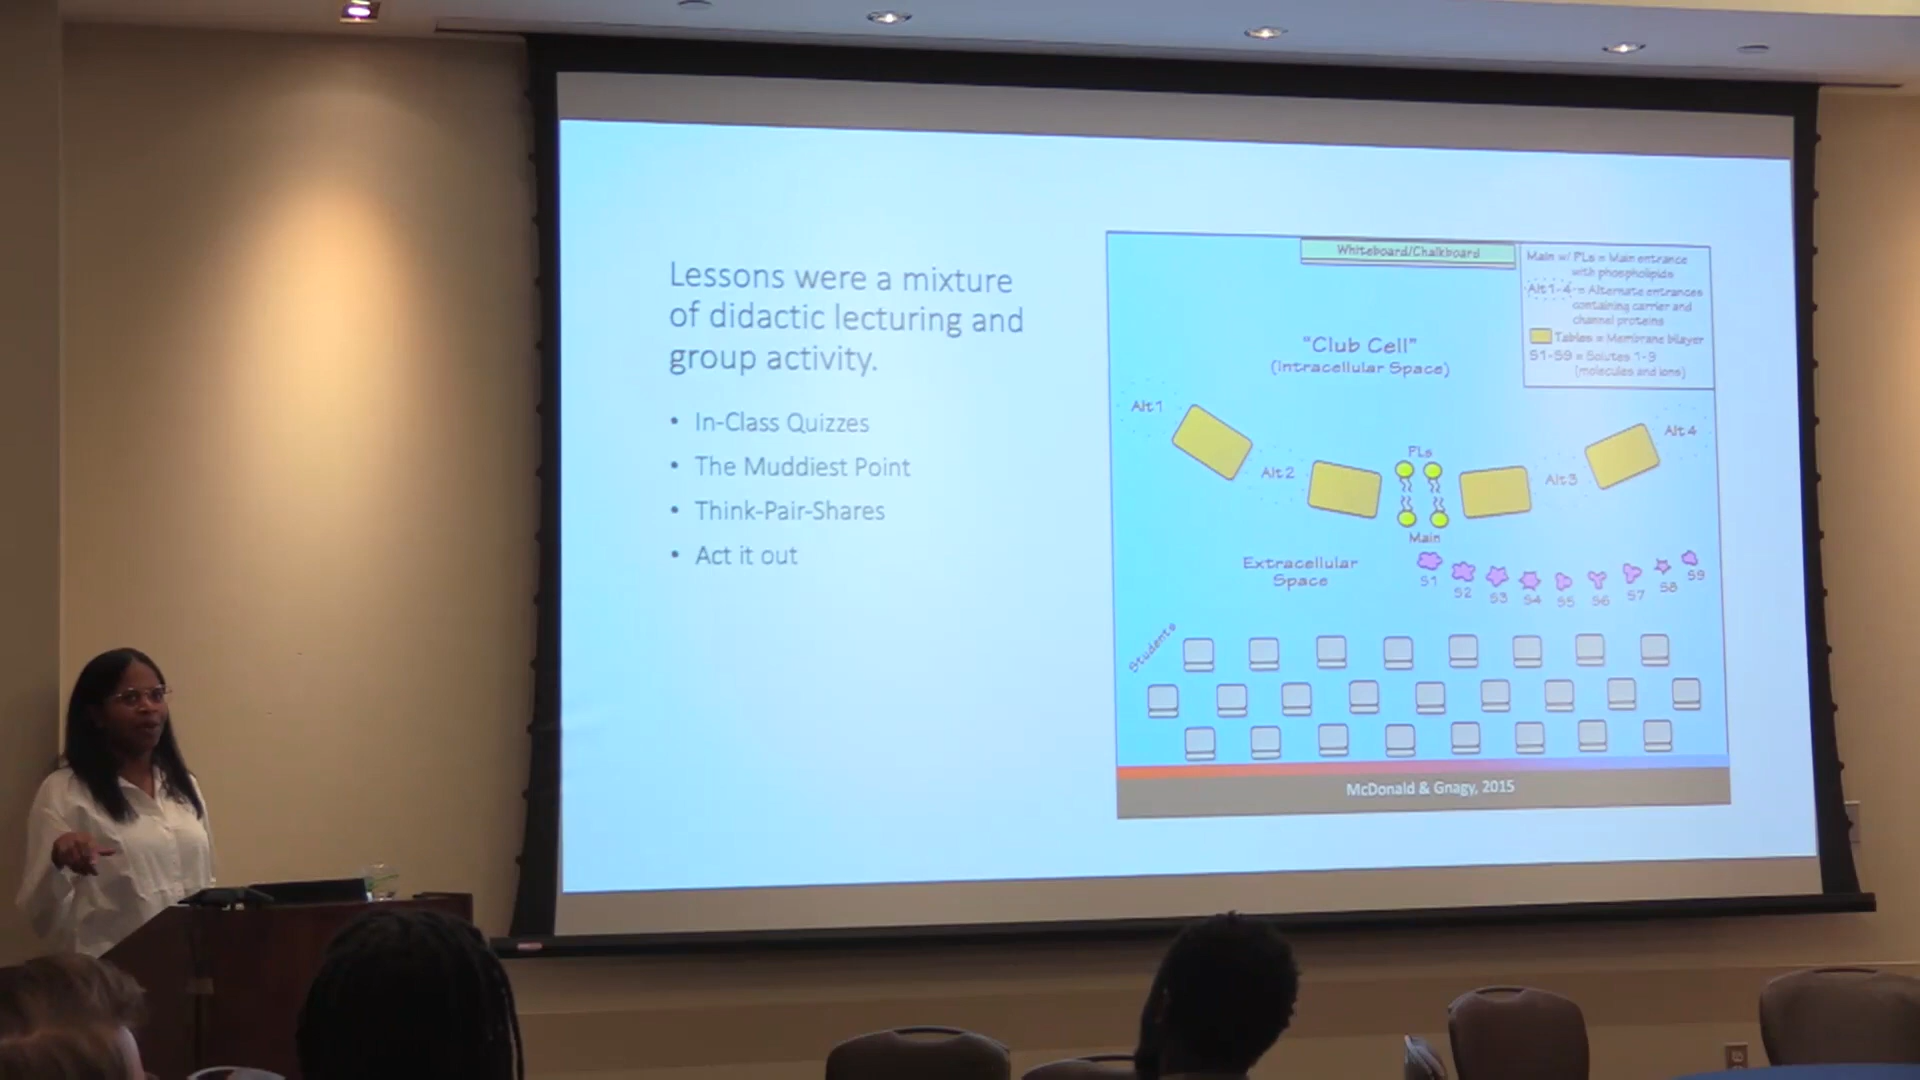 Lessons were a mixture
of didactic lecturing and
group activity.
• In-Class Quizzes
• The Muddiest Point
• Think-Pair-Shares
• Act it out
Whiteboard/Chalkboard
Main w/ PLs = Main entrance
with phospholipids
Alt 1-4 = Alternate entrances
containing carrier and
channel proteins
Tables = Membrane bilayer
S1-S9 = Solutes 1-9
(molecules and ions)
"Club Cell"
(Intracellular Space)
Alt 1
Alt 2
PLs
Alt 3
Alt 4
Main
Extracellular
Space
S1
S2
S3
S4
S5
S6
S7
S8
S9
Students
McDonald & Gnagy, 2015